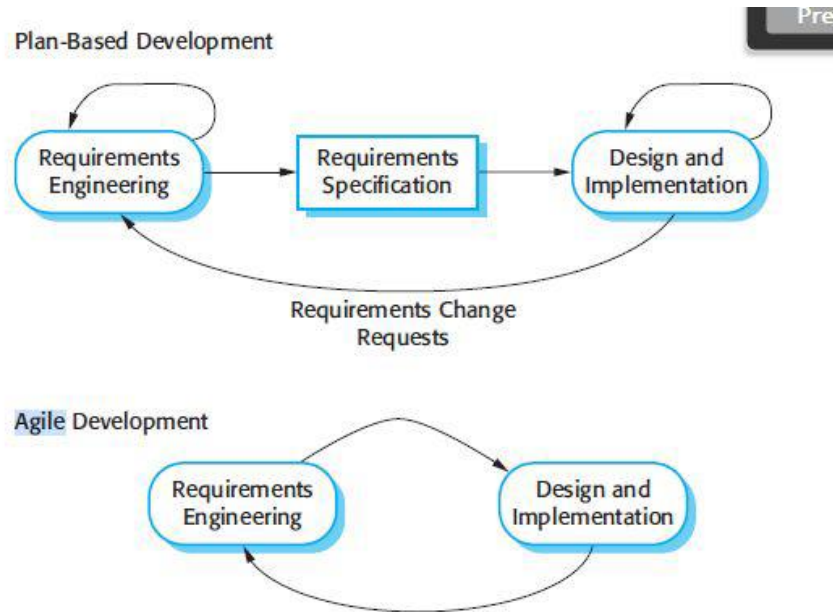 Pre
Plan-Based Development
Requirements
Engineering
Requirements
Specification
Design and
Implementation
Requirements Change
Requests
Agile Development
Requirements
Engineering
Design and
Implementation